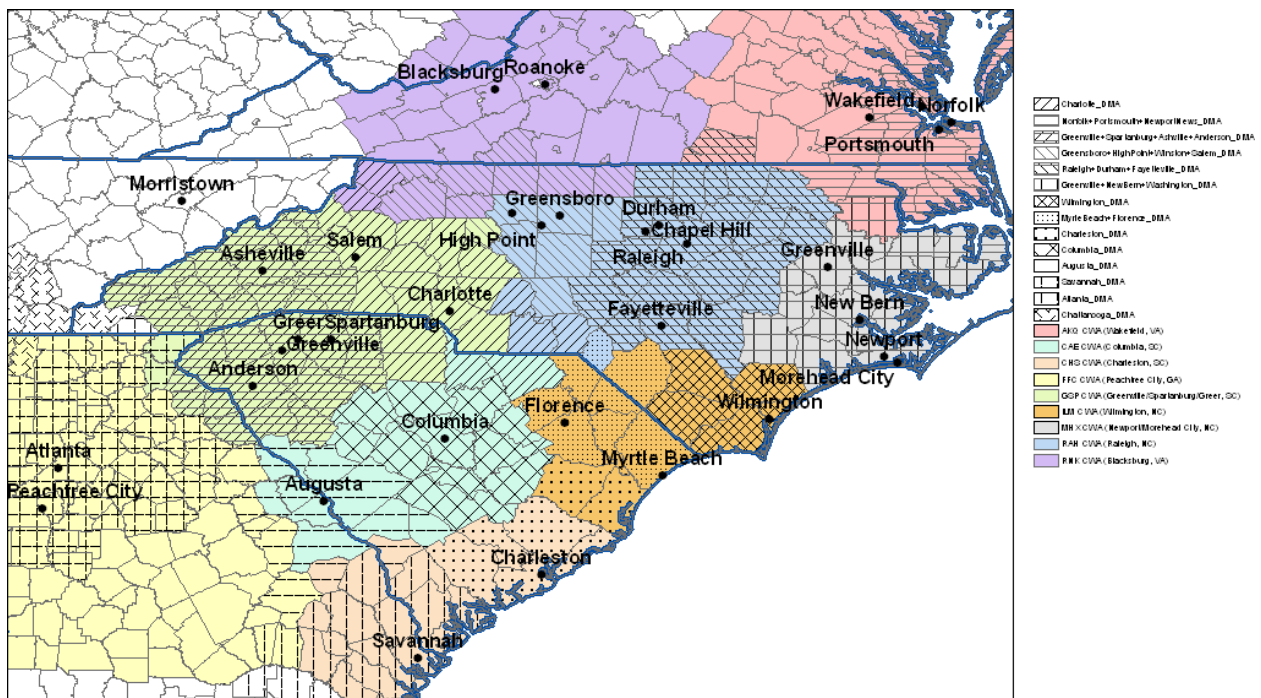 Blacksburg
Roanoke
Wakefield
Norfolk
Portsmouth
Morristown
Greensboro
Durham
Salem
High Point
Chapel Hill
Greenville
Asheville
Raleigh
Charlotte
Fayetteville
New Bern
Greer
Spartanburg
Greenville
Newport
Anderson
Morehead City
Florence
Wilmington
Columbia
Atlanta
Myrtle Beach
Augusta
Peachtree City
Charleston
Savannah
Charlotte_DMA
Norfolk+Portsmouth+NewportNews_DMA
Greenville+Spartanburg+Ashville+Anderson_DMA
Greensboro+HighPoint+Winston+Salem_DMA
Raleigh+Durham+Fayetteville_DMA
Greenville+NewBern+Washington_DMA
Wilmington_DMA
Myrtle Beach+Florence_DMA
Charleston_DMA
Columbia_DMA
Augusta_DMA
Savannah_DMA
Atlanta_DMA
Chattanooga_DMA
AKQ CWA (Wakefield, VA)
CAE CWA (Columbia, SC)
CHS CWA (Charleston, SC)
FFC CWA (Peachtree City, GA)
GSP CWA (Greenville/Spartanburg/Greer, SC)
ILM CWA (Wilmington, NC)
MHX CWA (Newport/Morehead City, NC)
RAH CWA (Raleigh, NC)
RNK CWA (Blacksburg, VA)